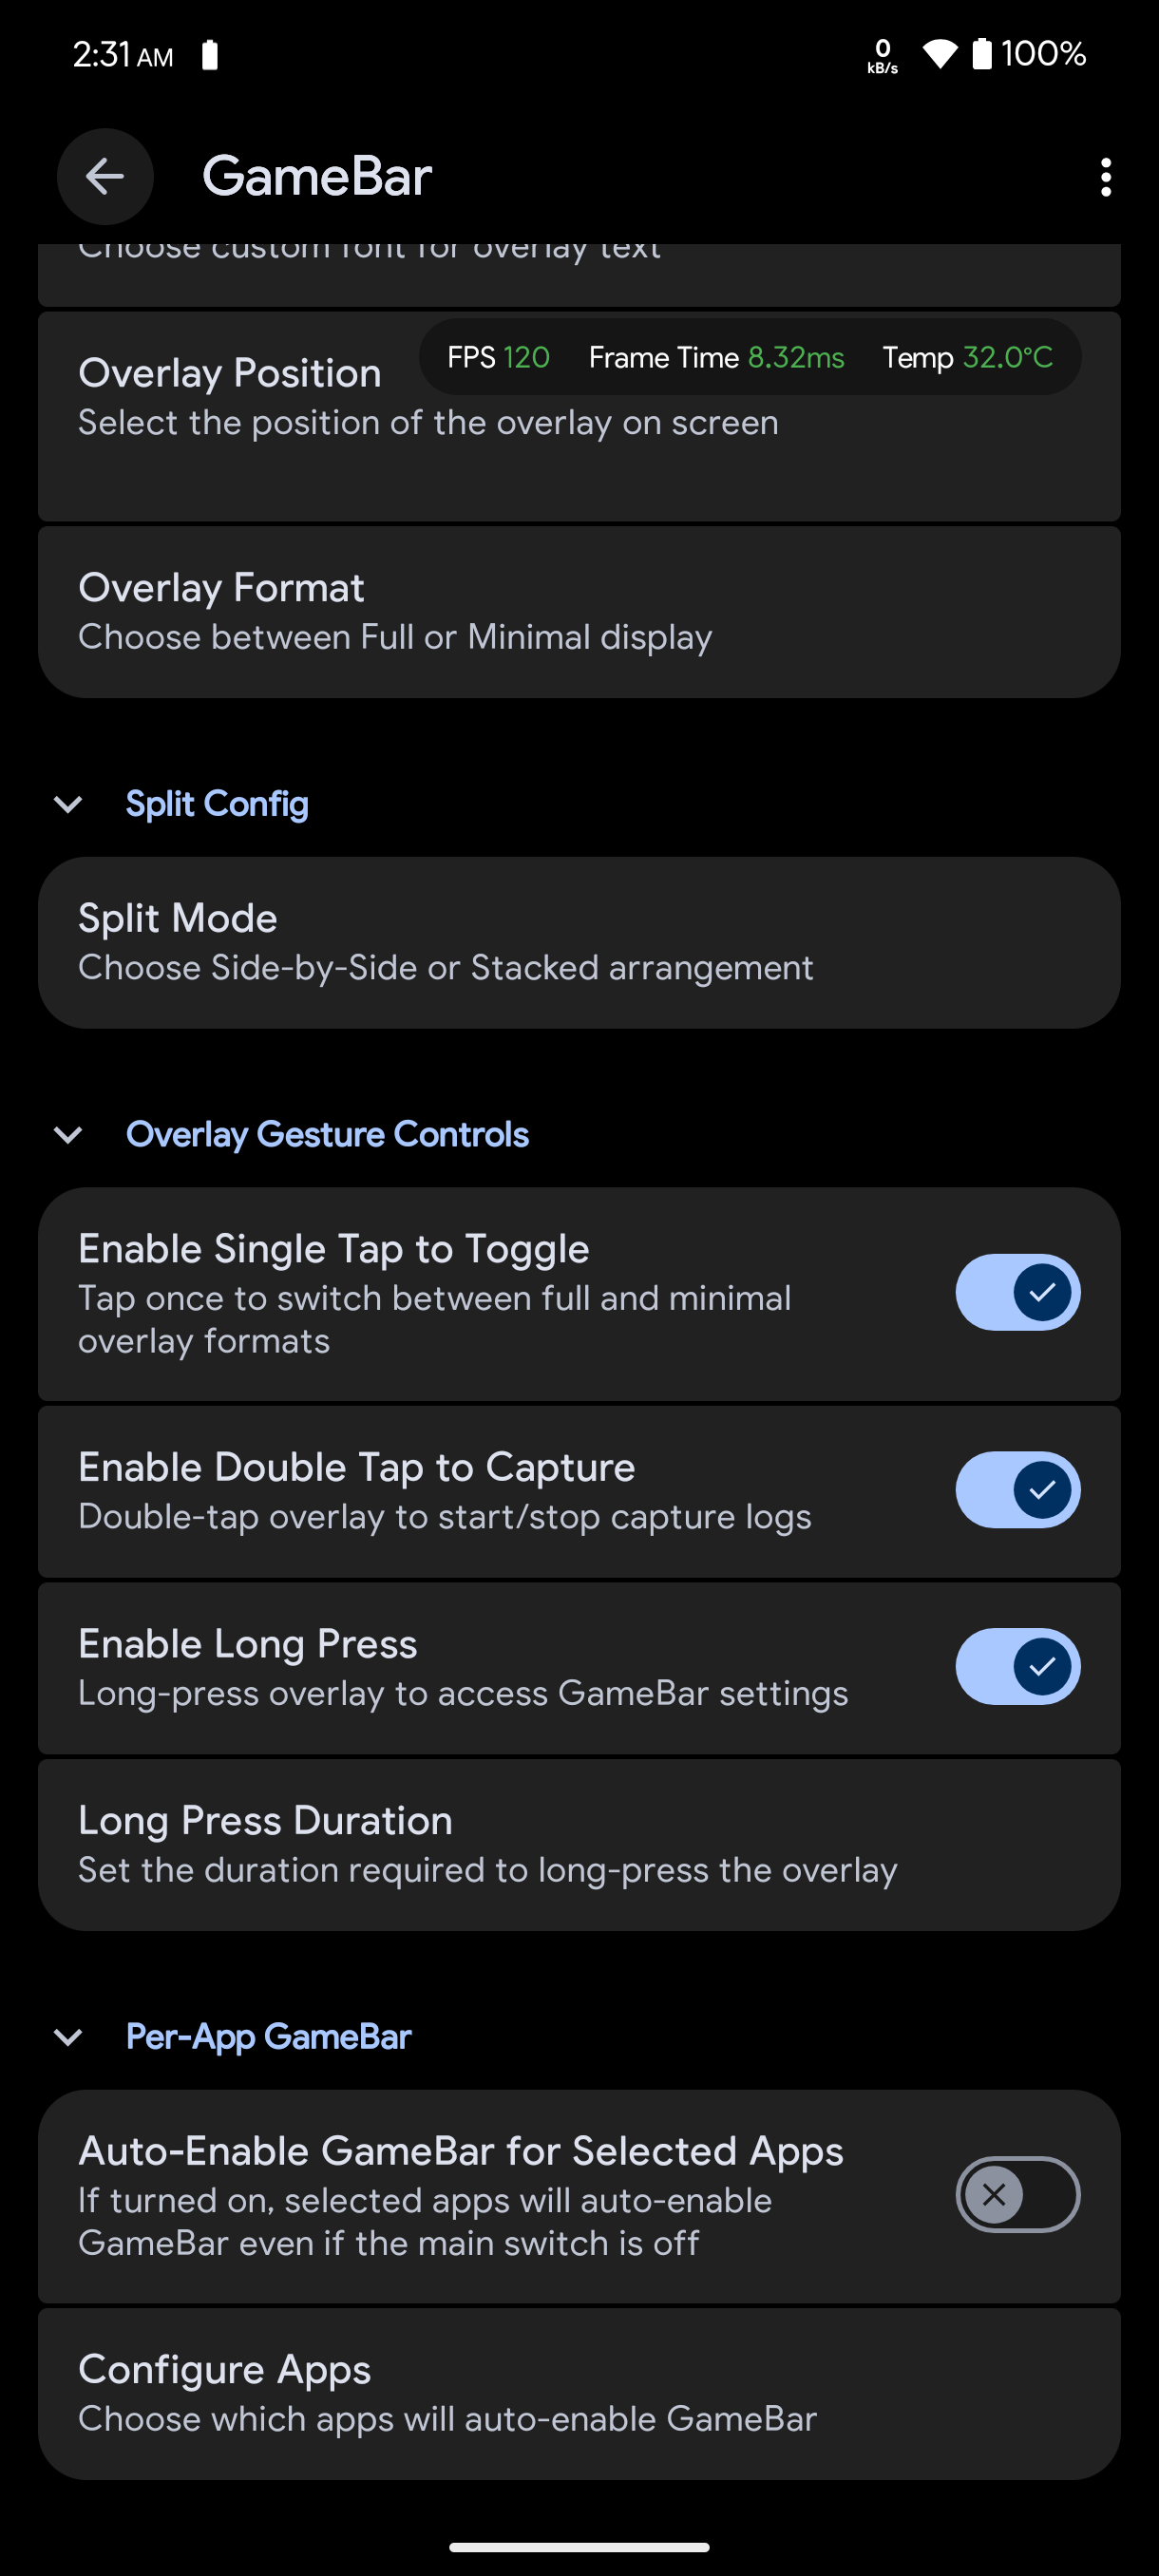 2:31 AM
0
kB/s
100%
GameBar
Choose custom font for overlay text
FPS 120 Frame Time 8.32ms Temp 32.0°C
Overlay Position
Select the position of the overlay on screen
Overlay Format
Choose between Full or Minimal display
Split Config
Split Mode
Choose Side-by-Side or Stacked arrangement
Overlay Gesture Controls
Enable Single Tap to Toggle
Tap once to switch between full and minimal
overlay formats
Enable Double Tap to Capture
Double-tap overlay to start/stop capture logs
Enable Long Press
Long-press overlay to access GameBar settings
Long Press Duration
Set the duration required to long-press the overlay
Per-App GameBar
Auto-Enable GameBar for Selected Apps
If turned on, selected apps will auto-enable
GameBar even if the main switch is off
Configure Apps
Choose which apps will auto-enable GameBar